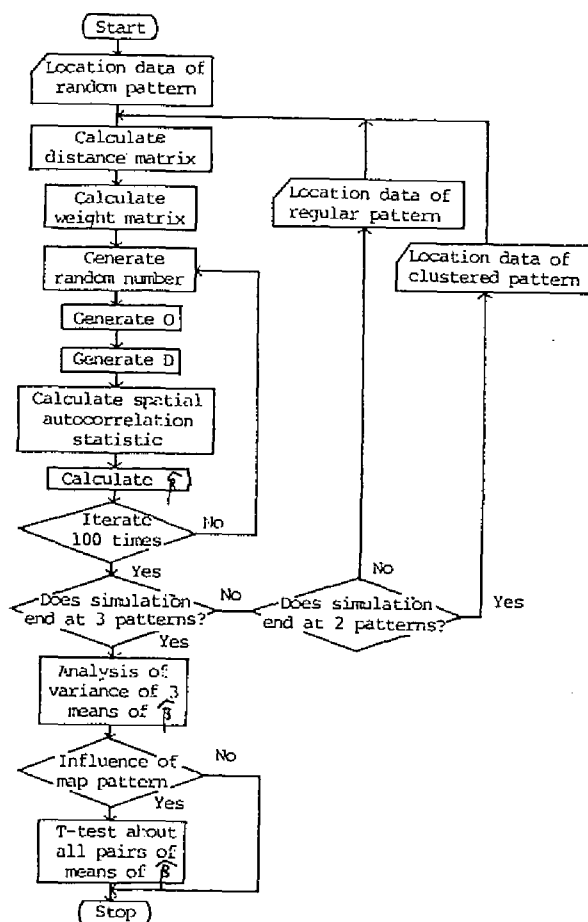 Start
Location data of
random pattern
Calculate
distance matrix
Calculate
weight matrix
Generate
random number
Generate O
Generate D
Calculate spatial
autocorrelation
statistic
Calculate β̂
Iterate
100 times
No
Yes
Does simulation
end at 3 patterns?
No
Yes
Does simulation
end at 2 patterns?
No
Yes
Location data of
regular pattern
Location data of
clustered pattern
Analysis of
variance of 3
means of β̂
Influence of
map pattern
No
Yes
T-test about
all pairs of
means of β̂
Stop